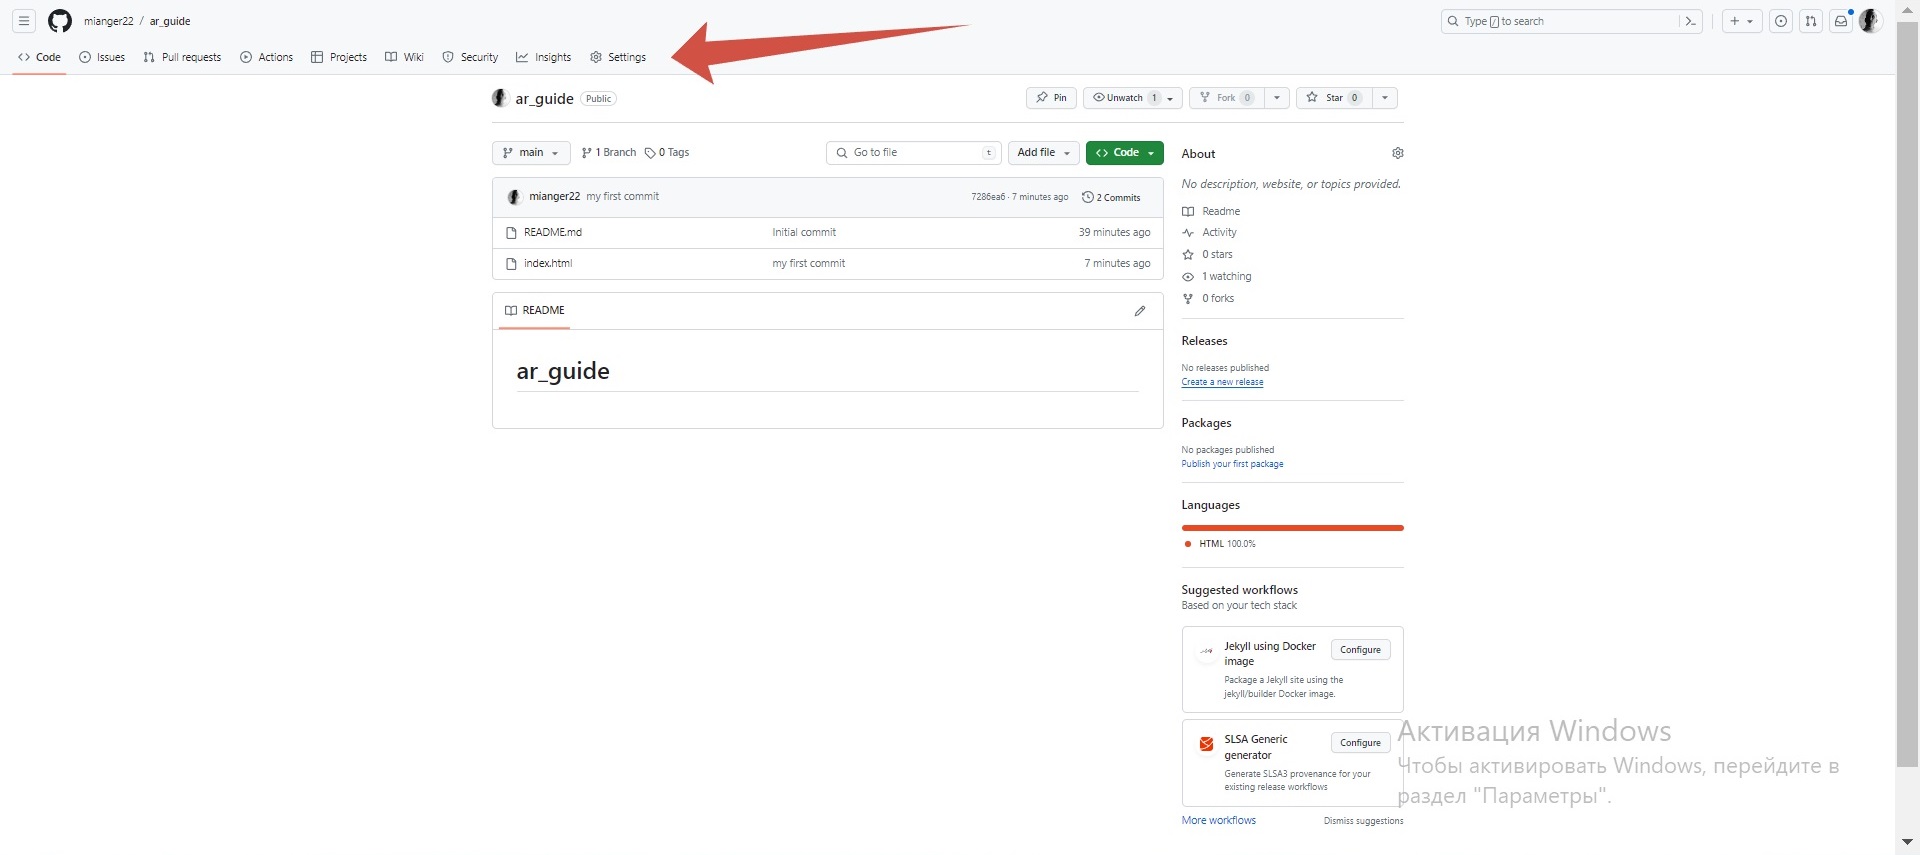 mianger22 / ar_guide
Type / to search
Code Issues Pull requests Actions Projects Wiki Security Insights Settings
ar_guide Public
Pin Unwatch 1 Fork 0 Star 0
main 1 Branch 0 Tags Go to file t Add file Code
mianger22 my first commit 7286ea6 · 7 minutes ago 2 Commits
README.md Initial commit 39 minutes ago
index.html my first commit 7 minutes ago
README
ar_guide
About
No description, website, or topics provided.
Readme
Activity
0 stars
1 watching
0 forks
Releases
No releases published
Create a new release
Packages
No packages published
Publish your first package
Languages
HTML 100.0%
Suggested workflows
Based on your tech stack
Jekyll using Docker
image
Configure
Package a Jekyll site using the
jekyll/builder Docker image.
SLSA Generic
generator
Configure
Generate SLSA3 provenance for your
existing release workflows
More workflows Dismiss suggestions
Активация Windows
Чтобы активировать Windows, перейдите в
раздел "Параметры".